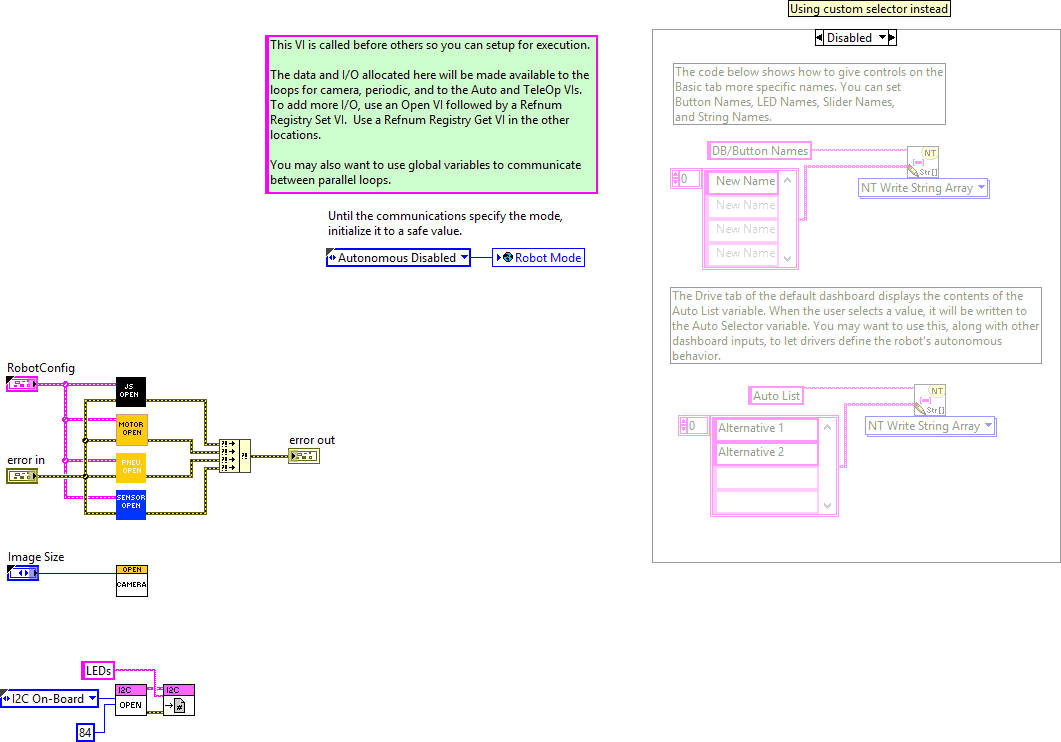 Using custom selector instead
Disabled
This VI is called before others so you can setup for execution.
The data and I/O allocated here will be made available to the
loops for camera, periodic, and to the Auto and TeleOp VIs.
To add more I/O, use an Open VI followed by a Refnum
Registry Set VI.  Use a Refnum Registry Get VI in the other
locations.
You may also want to use global variables to communicate
between parallel loops.
Until the communications specify the mode,
initialize it to a safe value.
Autonomous Disabled
Robot Mode
The code below shows how to give controls on the
Basic tab more specific names. You can set
Button Names, LED Names, Slider Names,
and String Names.
DB/Button Names
NT
Str[]
0
New Name
New Name
New Name
New Name
NT Write String Array
The Drive tab of the default dashboard displays the contents of the
Auto List variable. When the user selects a value, it will be written to
the Auto Selector variable. You may want to use this, along with other
dashboard inputs, to let drivers define the robot's autonomous
behavior.
Auto List
NT
Str[]
0
Alternative 1
Alternative 2
NT Write String Array
RobotConfig
JS
OPEN
MOTOR
OPEN
error in
PNEU
OPEN
SENSOR
OPEN
?!
?!
?!
?!
?!
error out
Image Size
OPEN
CAMERA
LEDs
I2C On-Board
I2C
OPEN
I2C
#
84